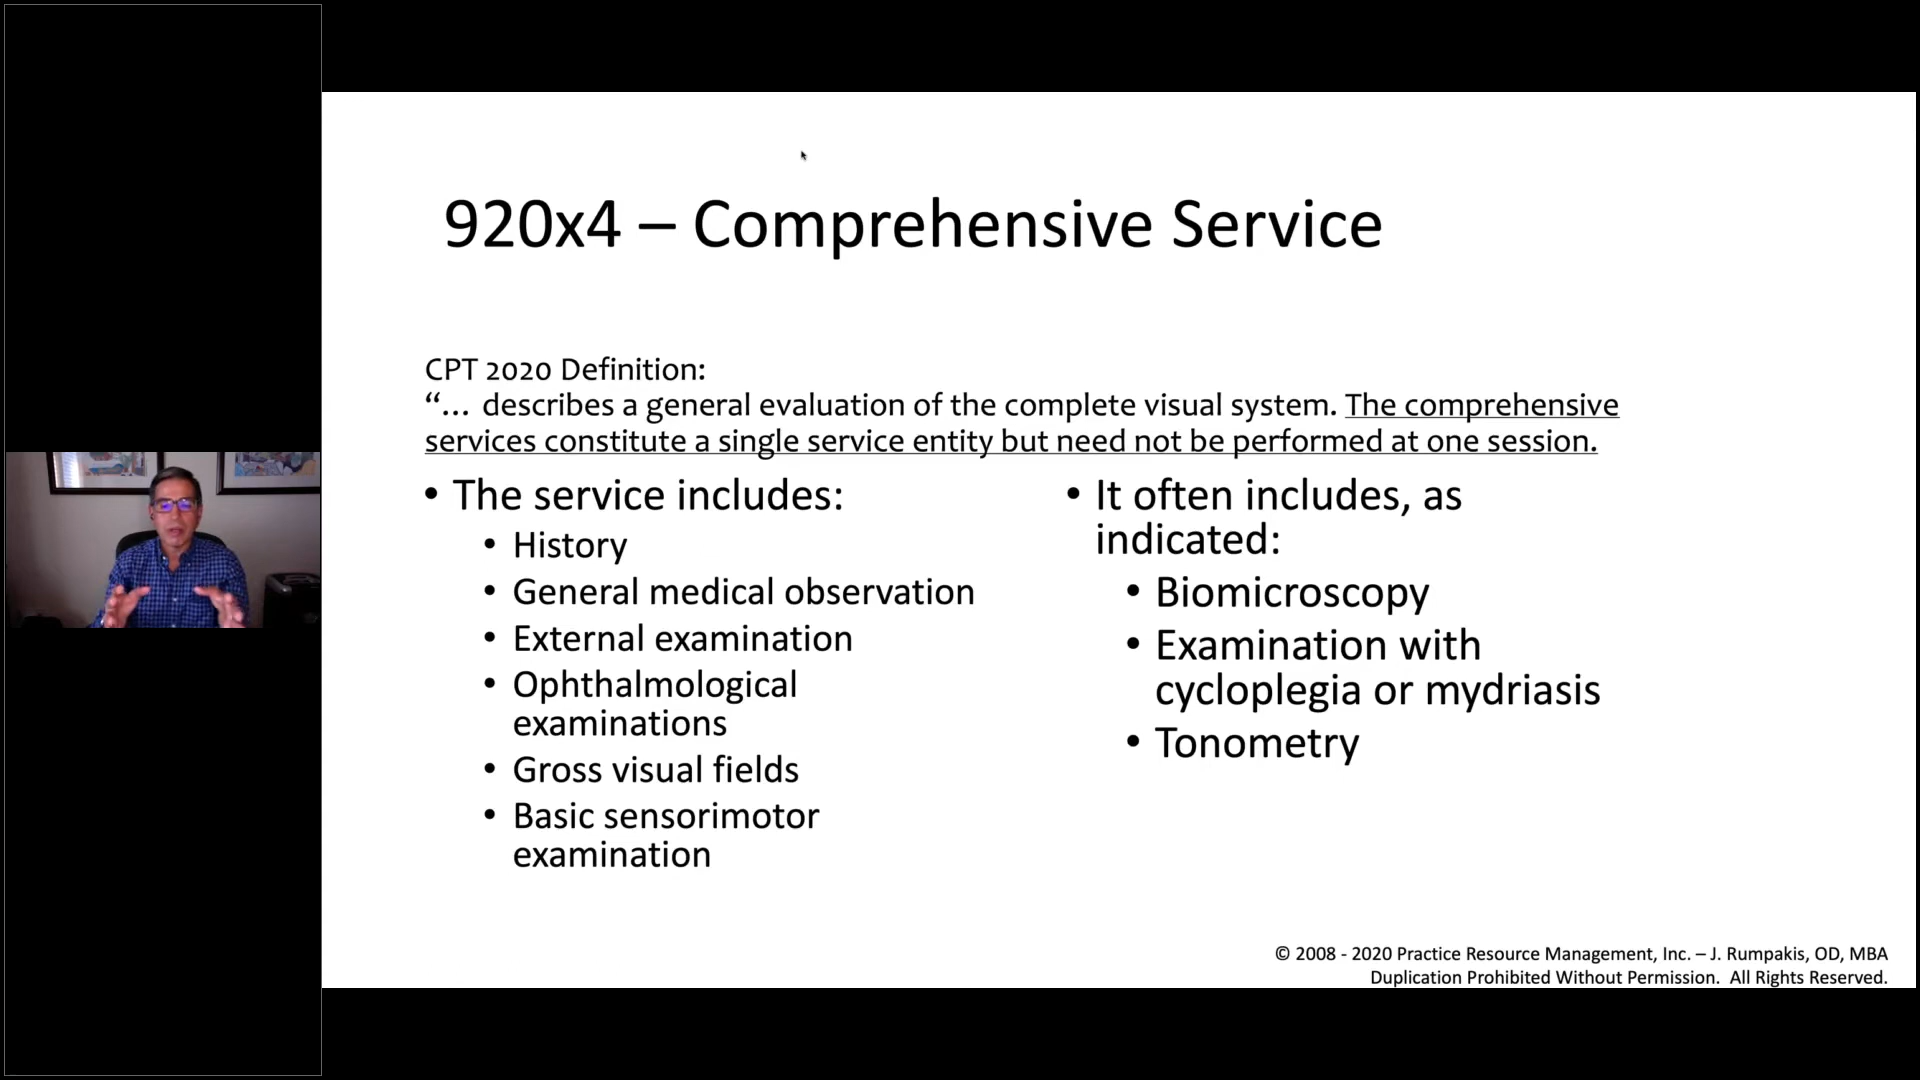 920x4 – Comprehensive Service
CPT 2020 Definition:
“… describes a general evaluation of the complete visual system. The comprehensive
services constitute a single service entity but need not be performed at one session.
• The service includes:
• History
• General medical observation
• External examination
• Ophthalmological
examinations
• Gross visual fields
• Basic sensorimotor
examination
• It often includes, as
indicated:
• Biomicroscopy
• Examination with
cycloplegia or mydriasis
• Tonometry
© 2008 - 2020 Practice Resource Management, Inc. – J. Rumpakis, OD, MBA
Duplication Prohibited Without Permission. All Rights Reserved.